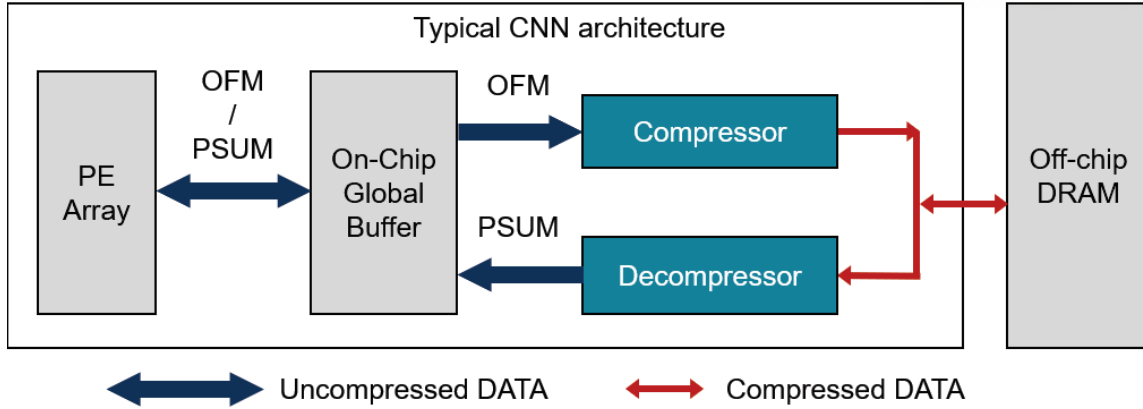 Typical CNN architecture
OFM
/
PSUM
PE
Array
On-Chip
Global
Buffer
OFM
Compressor
PSUM
Decompressor
Off-chip
DRAM
Uncompressed DATA
Compressed DATA